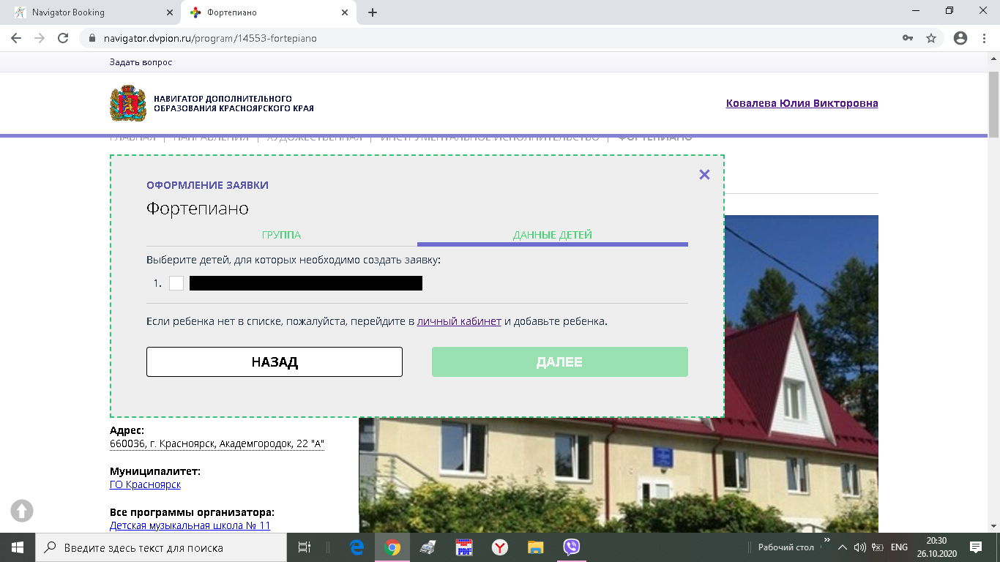 Navigator Booking
Фортепиано
navigator.dvpion.ru/program/14553-fortepiano
Задать вопрос
НАВИГАТОР ДОПОЛНИТЕЛЬНОГО
ОБРАЗОВАНИЯ КРАСНОЯРСКОГО КРАЯ
Ковалева Юлия Викторовна
ГЛАВНАЯ | НАПРАВЛЕНИЯ | ХУДОЖЕСТВЕННАЯ | ИНСТРУМЕНТАЛЬНОЕ ИСПОЛНИТЕЛЬСТВО | ФОРТЕПИАНО
ОФОРМЛЕНИЕ ЗАЯВКИ
Фортепиано
ГРУППА
ДАННЫЕ ДЕТЕЙ
Выберите детей, для которых необходимо создать заявку:
1.
Если ребенка нет в списке, пожалуйста, перейдите в личный кабинет и добавьте ребенка.
НАЗАД
ДАЛЕЕ
Адрес:
660036, г. Красноярск, Академгородок, 22 "А"
Муниципалитет:
ГО Красноярск
Все программы организатора:
Детская музыкальная школа № 11
Введите здесь текст для поиска
PDF
Рабочий стол
ENG
20:30
26.10.2020